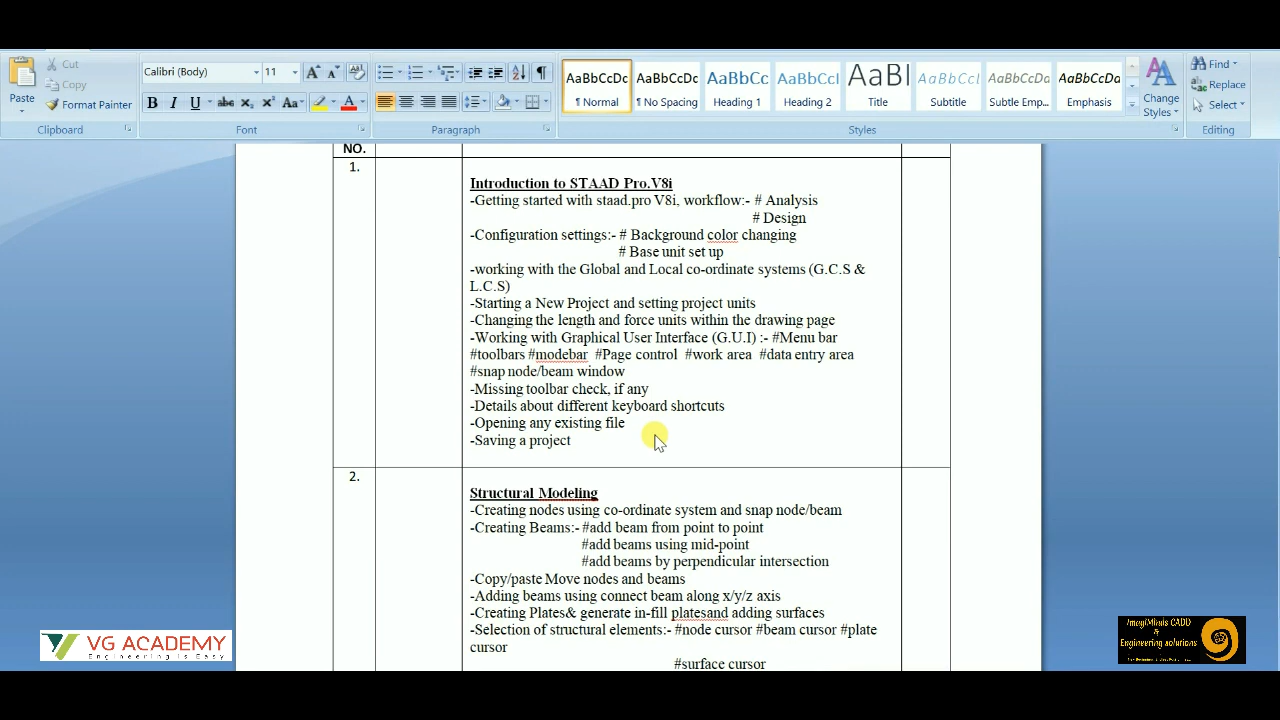 Cut
Copy
Format Painter
Paste
Clipboard
Calibri (Body)
11
Font
Paragraph
AaBbCcDc
¶ Normal
AaBbCcDc
¶ No Spacing
AaBbCc
Heading 1
AaBbCcI
Heading 2
AaBl
Title
AaBbCcl
Subtitle
AaBbCcDa
Subtle Emp...
AaBbCcDa
Emphasis
Change
Styles
Styles
Find
Replace
Select
Editing
NO.
1.
Introduction to STAAD Pro.V8i
-Getting started with staad.pro V8i, workflow:- # Analysis
# Design
-Configuration settings:- # Background color changing
# Base unit set up
-working with the Global and Local co-ordinate systems (G.C.S &
L.C.S)
-Starting a New Project and setting project units
-Changing the length and force units within the drawing page
-Working with Graphical User Interface (G.U.I) :- #Menu bar
#toolbars #modebar #Page control #work area #data entry area
#snap node/beam window
-Missing toolbar check, if any
-Details about different keyboard shortcuts
-Opening any existing file
-Saving a project
2.
Structural Modeling
-Creating nodes using co-ordinate system and snap node/beam
-Creating Beams:- #add beam from point to point
#add beams using mid-point
#add beams by perpendicular intersection
-Copy/paste Move nodes and beams
-Adding beams using connect beam along x/y/z axis
-Creating Plates& generate in-fill platesand adding surfaces
-Selection of structural elements:- #node cursor #beam cursor #plate
cursor
#surface cursor
VG ACADEMY
Engineering is Easy
ImagiMinds CADD
&
Engineering solutions